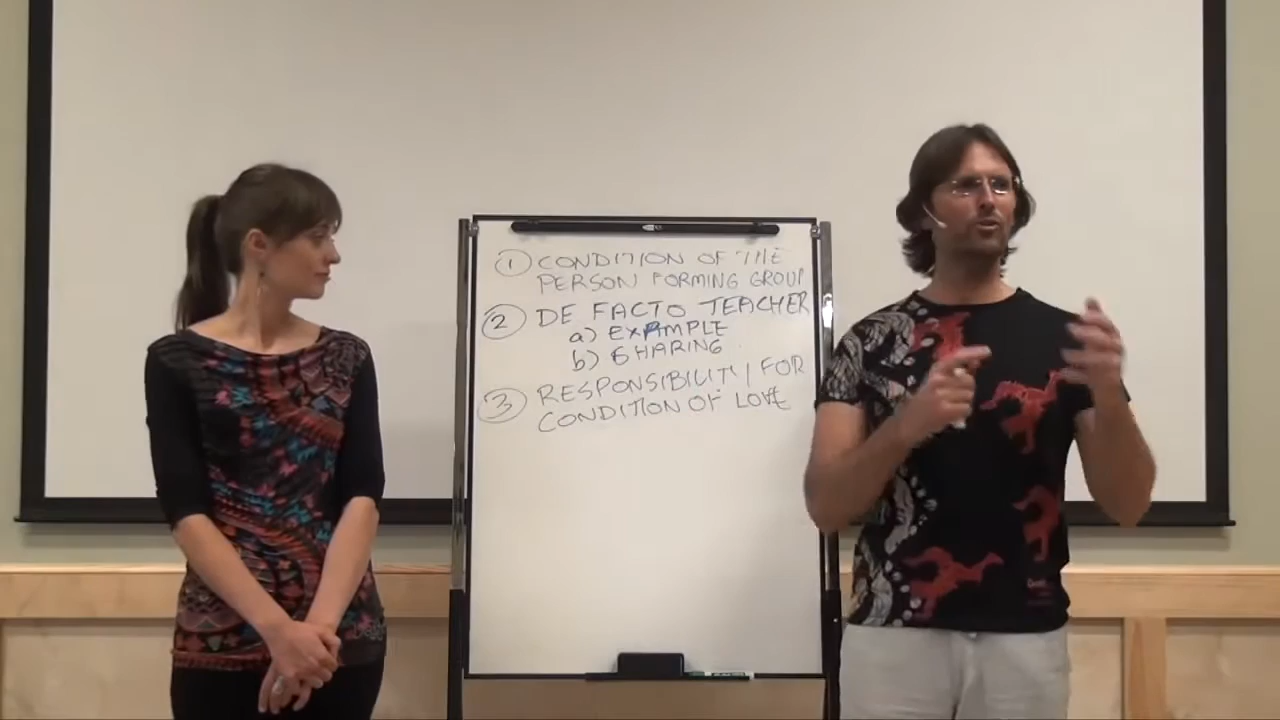 ① CONDITION OF THE
PERSON FORMING GROUP
② DE FACTO TEACHER
a) EXAMPLE
b) SHARING
③ RESPONSIBILITY FOR
CONDITION OF LOVE